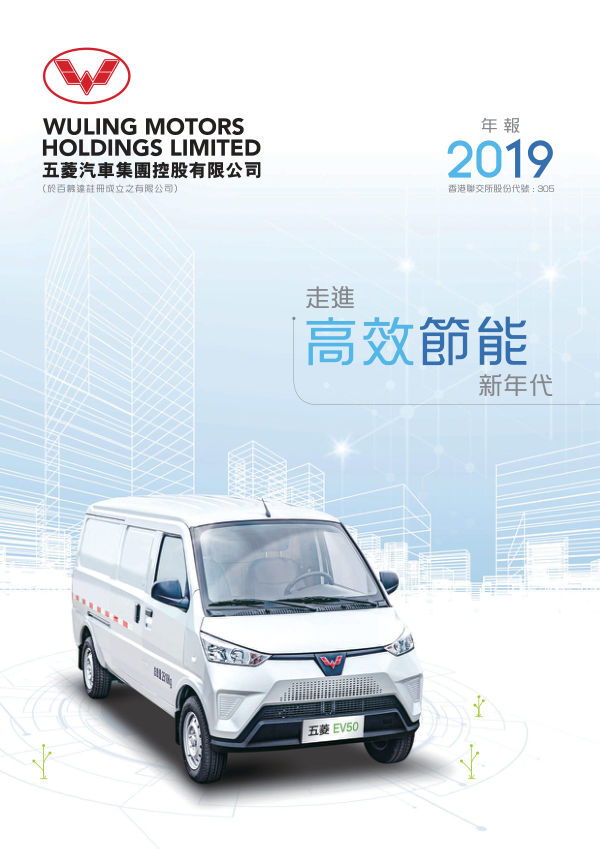 WULING MOTORS
HOLDINGS LIMITED
五菱汽車集團控股有限公司
(於百慕達註冊成立之有限公司)
年報
2019
香港聯交所股份代號：305
走進
高效節能
新年代
五菱 EV50